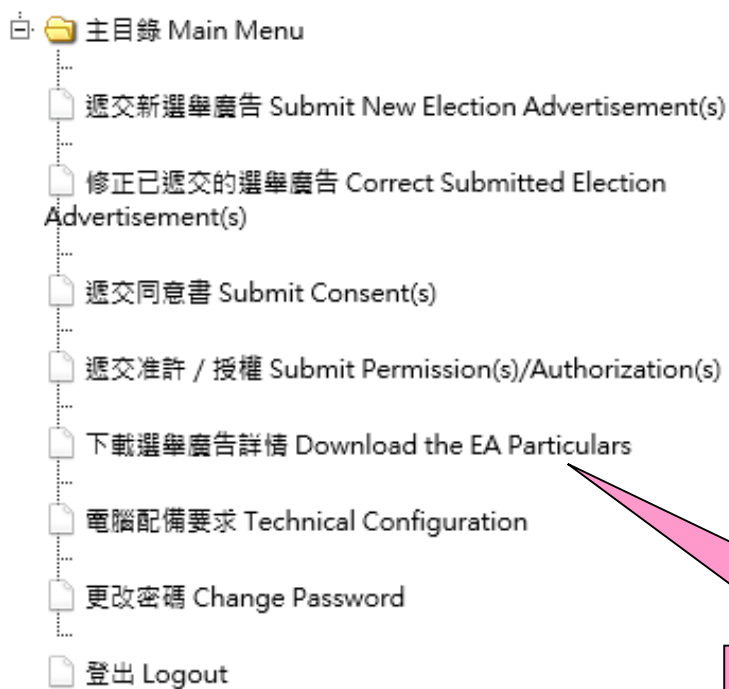 主目錄 Main Menu
遞交新選舉廣告 Submit New Election Advertisement(s)
修正已遞交的選舉廣告 Correct Submitted Election
Advertisement(s)
遞交同意書 Submit Consent(s)
遞交准許 / 授權 Submit Permission(s)/Authorization(s)
下載選舉廣告詳情 Download the EA Particulars
電腦配備要求 Technical Configuration
更改密碼 Change Password
登出 Logout